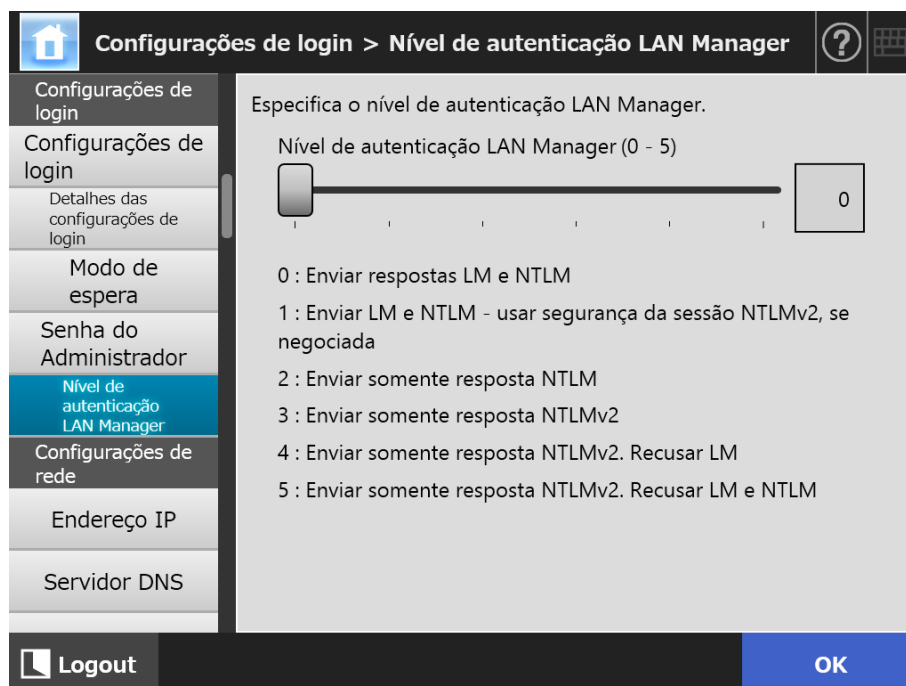 Configurações de login > Nível de autenticação LAN Manager
?
Configurações de
login
Configurações de
login
Detalhes das
configurações de
login
Modo de
espera
Senha do
Administrador
Nível de
autenticação
LAN Manager
Configurações de
rede
Endereço IP
Servidor DNS
Especifica o nível de autenticação LAN Manager.
Nível de autenticação LAN Manager (0 - 5)
0
0 : Enviar respostas LM e NTLM
1 : Enviar LM e NTLM - usar segurança da sessão NTLMv2, se
negociada
2 : Enviar somente resposta NTLM
3 : Enviar somente resposta NTLMv2
4 : Enviar somente resposta NTLMv2. Recusar LM
5 : Enviar somente resposta NTLMv2. Recusar LM e NTLM
Logout
OK